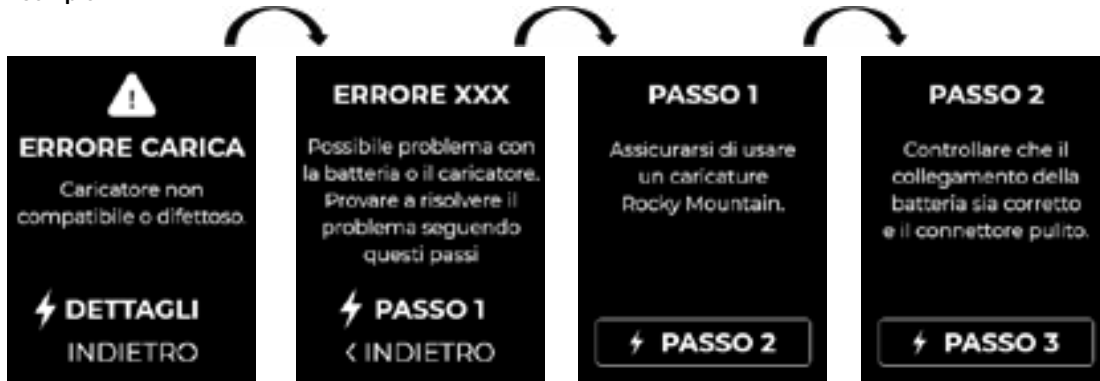 ERRORE CARICA
Caricatore non
compatibile o difettoso.
DETTAGLI
INDIETRO
ERRORE XXX
Possibile problema con
la batteria o il caricatore.
Provare a risolvere il
problema seguendo
questi passi
PASSO 1
< INDIETRO
PASSO 1
Assicurarsi di usare
un caricature
Rocky Mountain.
PASSO 2
PASSO 2
Controllare che il
collegamento della
batteria sia corretto
e il connettore pulito.
PASSO 3